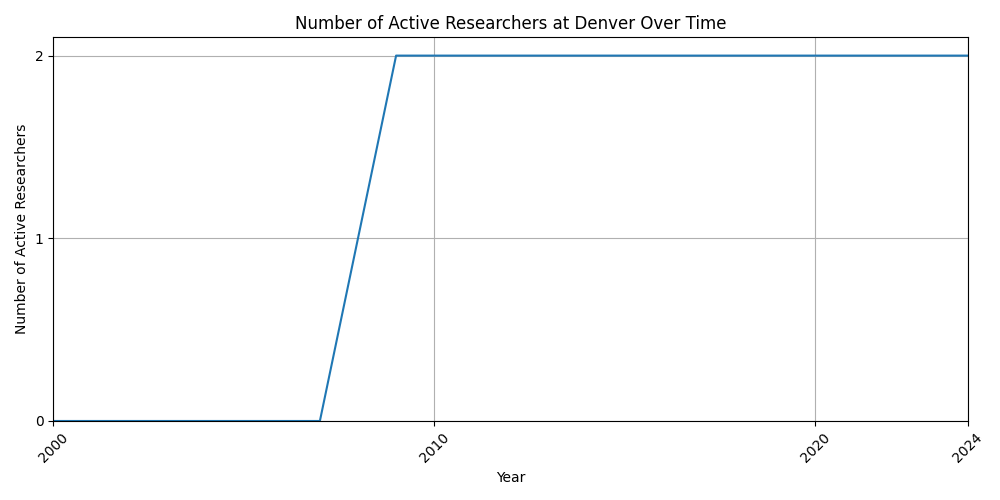 Number of Active Researchers at Denver Over Time
2
1
0
Number of Active Researchers
2000
2010
2020
2024
Year